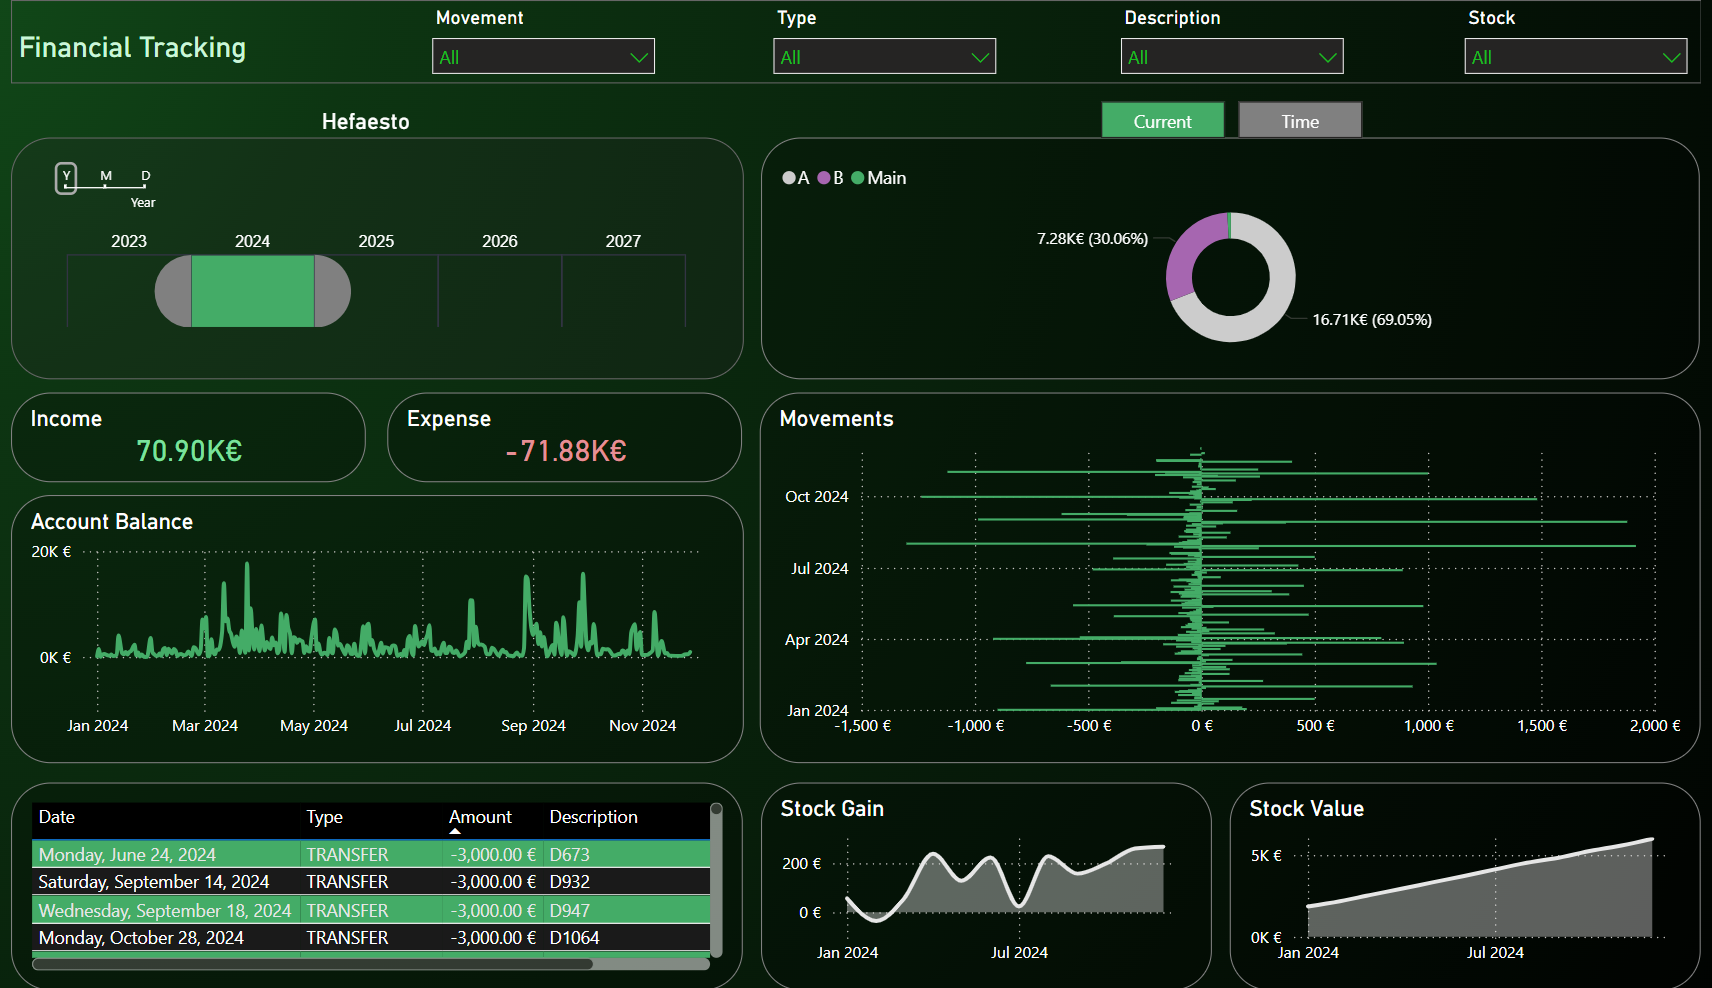 Financial Tracking
Movement
All
Type
All
Description
All
Stock
All
Hefaesto
Y M D
Year
2023 2024 2025 2026 2027
Current Time
A B Main
7.28K€ (30.06%)
16.71K€ (69.05%)
Income
70.90K€
Expense
-71.88K€
Account Balance
20K €
0K €
Jan 2024 Mar 2024 May 2024 Jul 2024 Sep 2024 Nov 2024
Movements
Oct 2024
Jul 2024
Apr 2024
Jan 2024
-1,500 € -1,000 € -500 € 0 € 500 € 1,000 € 1,500 € 2,000 €
Date Type Amount Description
Monday, June 24, 2024 TRANSFER -3,000.00 € D673
Saturday, September 14, 2024 TRANSFER -3,000.00 € D932
Wednesday, September 18, 2024 TRANSFER -3,000.00 € D947
Monday, October 28, 2024 TRANSFER -3,000.00 € D1064
Stock Gain
200 €
0 €
Jan 2024 Jul 2024
Stock Value
5K €
0K €
Jan 2024 Jul 2024